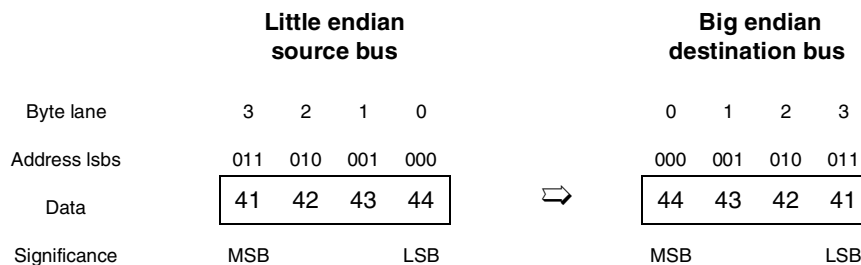 Little endian Big endian
source bus destination bus
Byte lane 3 2 1 0 0 1 2 3
Address lsbs 011 010 001 000 000 001 010 011
Data 41 42 43 44 ⇨ 44 43 42 41
Significance MSB LSB MSB LSB